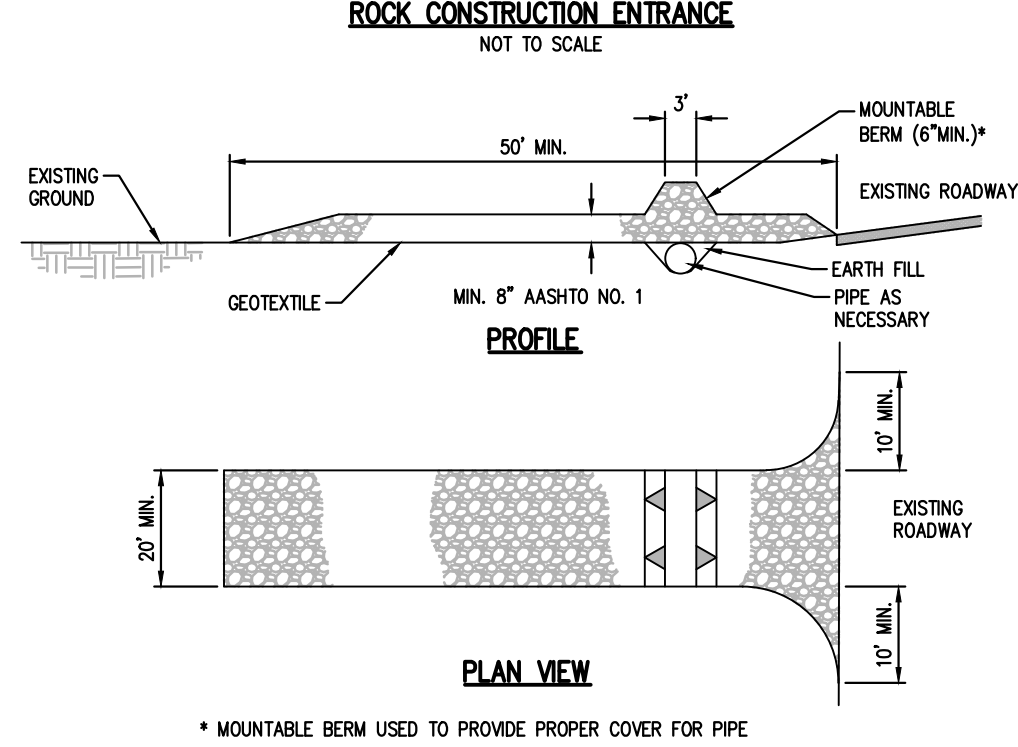 ROCK CONSTRUCTION ENTRANCE
NOT TO SCALE
3'
MOUNTABLE
BERM (6"MIN.)*
50' MIN.
EXISTING
GROUND
EXISTING ROADWAY
EARTH FILL
GEOTEXTILE
MIN. 8" AASHTO NO. 1
PIPE AS
NECESSARY
PROFILE
10' MIN.
20' MIN.
EXISTING
ROADWAY
10' MIN.
PLAN VIEW
* MOUNTABLE BERM USED TO PROVIDE PROPER COVER FOR PIPE